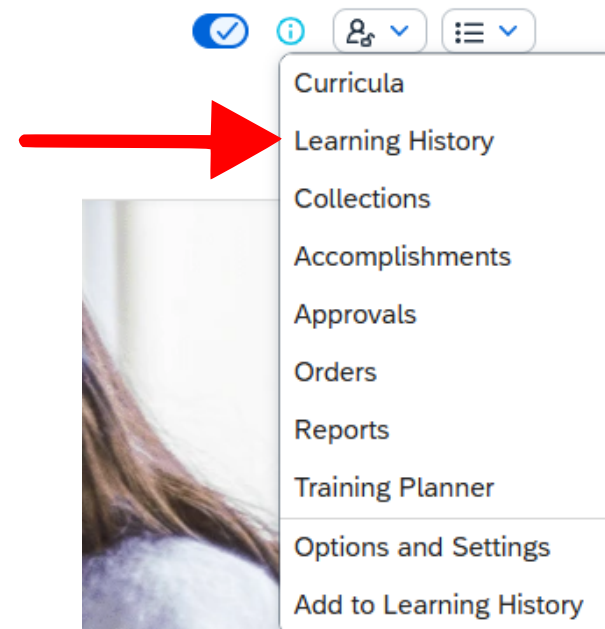 Curricula
Learning History
Collections
Accomplishments
Approvals
Orders
Reports
Training Planner
Options and Settings
Add to Learning History